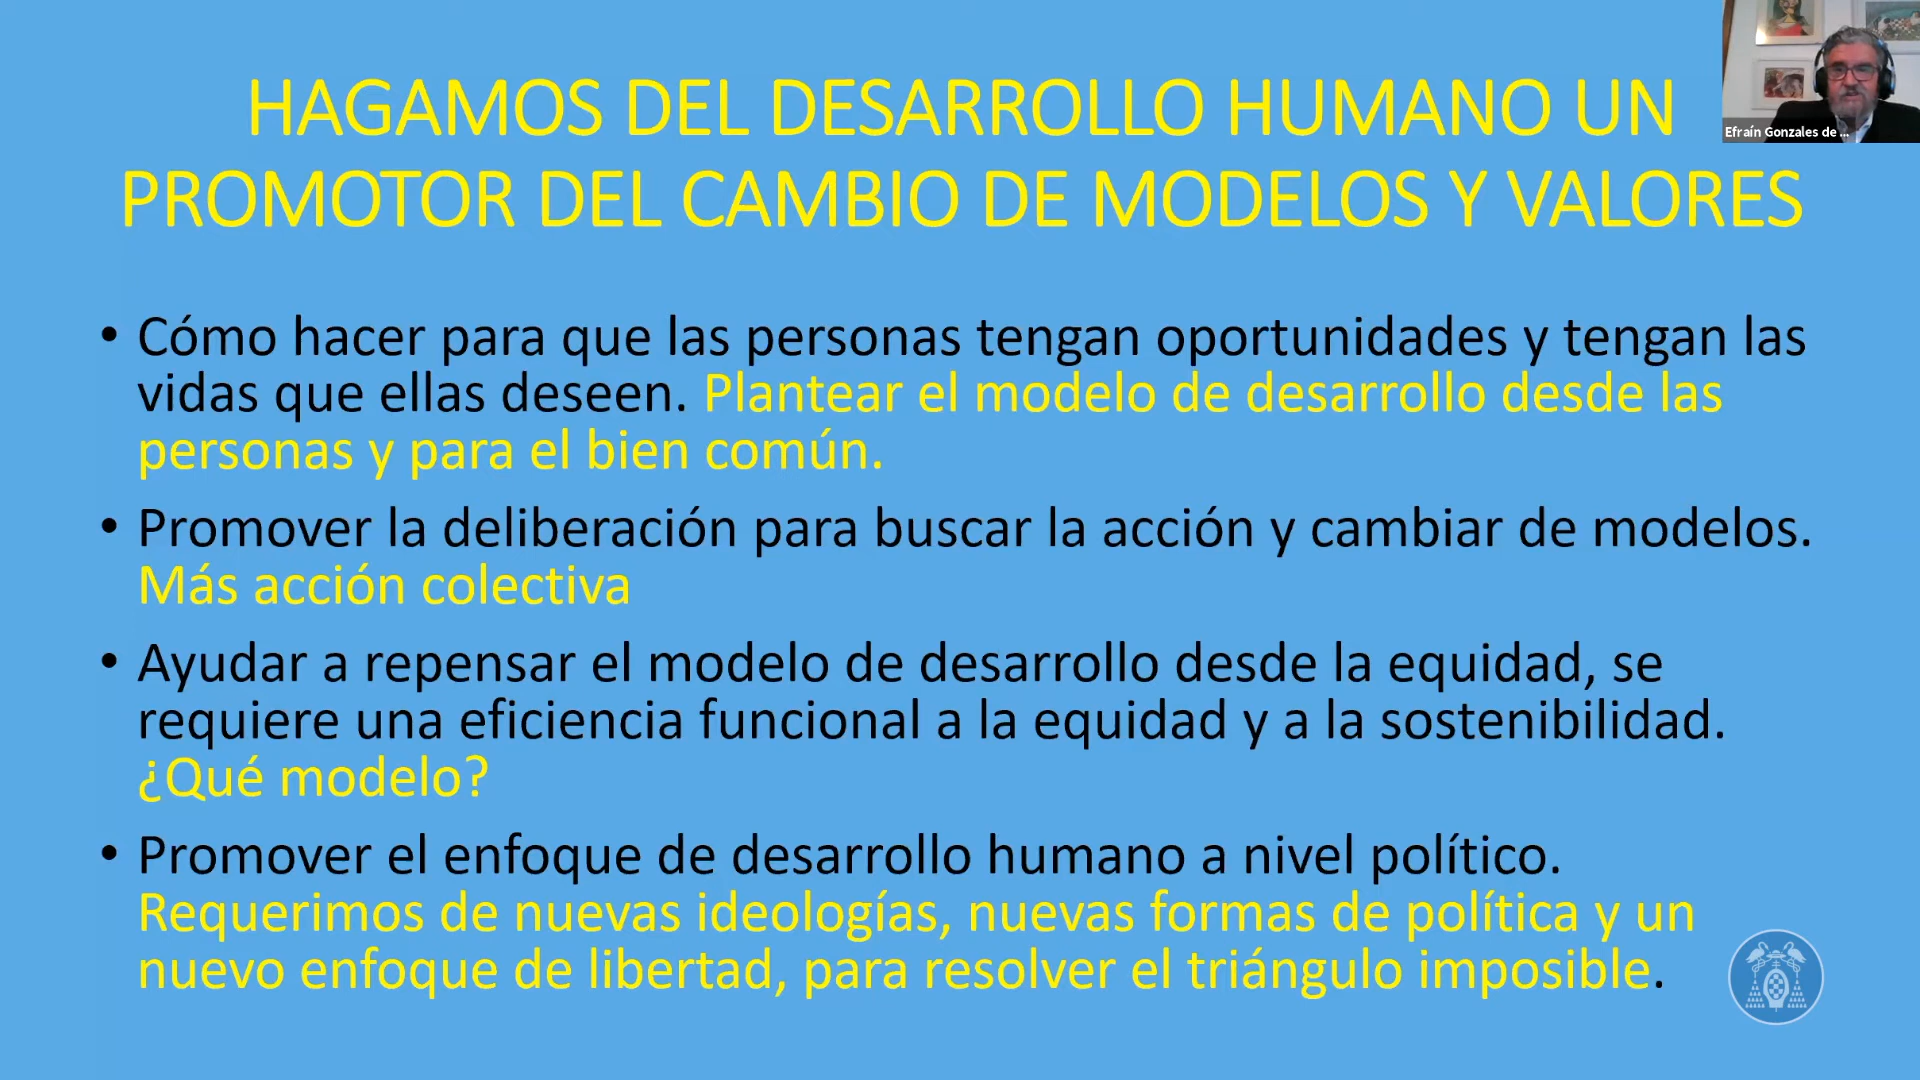 HAGAMOS DEL DESARROLLO HUMANO UN
PROMOTOR DEL CAMBIO DE MODELOS Y VALORES
Efraín Gonzales de ...
• Cómo hacer para que las personas tengan oportunidades y tengan las
vidas que ellas deseen. Plantear el modelo de desarrollo desde las
personas y para el bien común.
• Promover la deliberación para buscar la acción y cambiar de modelos.
Más acción colectiva
• Ayudar a repensar el modelo de desarrollo desde la equidad, se
requiere una eficiencia funcional a la equidad y a la sostenibilidad.
¿Qué modelo?
• Promover el enfoque de desarrollo humano a nivel político.
Requerimos de nuevas ideologías, nuevas formas de política y un
nuevo enfoque de libertad, para resolver el triángulo imposible.